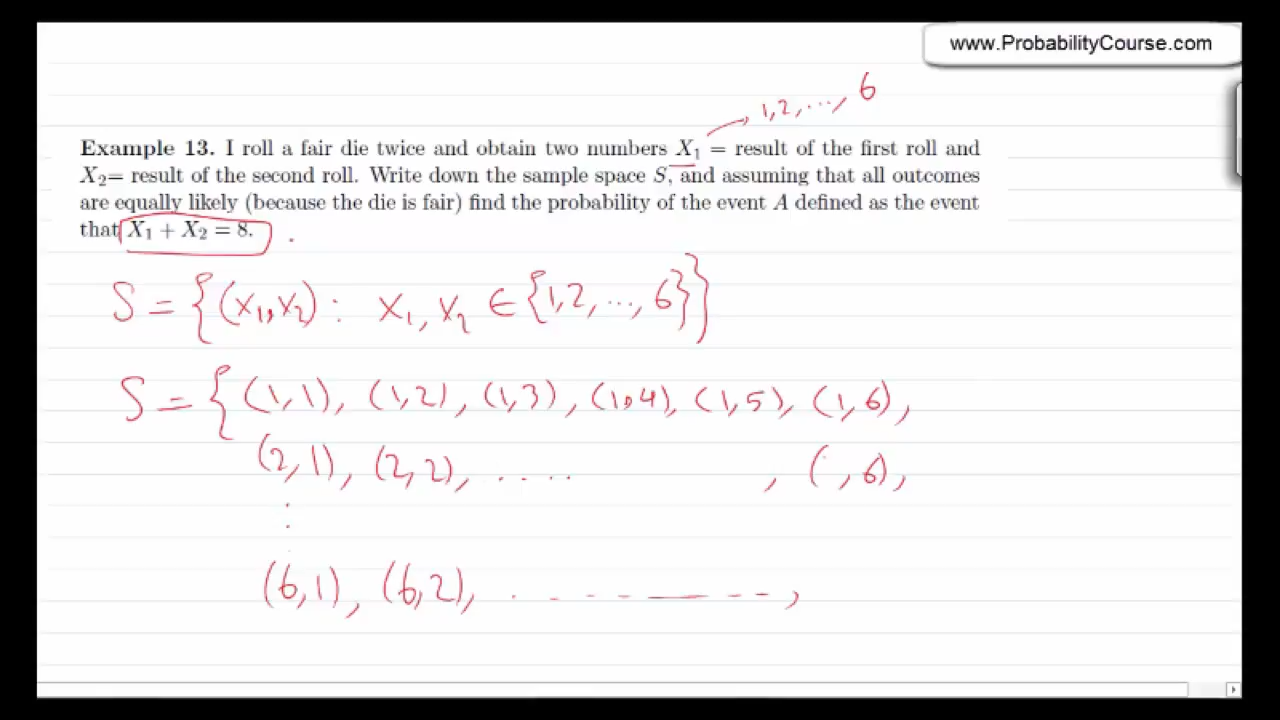 www.ProbabilityCourse.com
1,2, ..., 6
Example 13. I roll a fair die twice and obtain two numbers X₁ = result of the first roll and
X₂= result of the second roll. Write down the sample space S, and assuming that all outcomes
are equally likely (because the die is fair) find the probability of the event A defined as the event
that X₁ + X₂ = 8.
S = {(X₁,X₂) : X₁, X₂ ∈ {1,2, ..., 6}}
S = { (1,1), (1,2), (1,3), (1,4), (1,5), (1,6),
(2,1), (2,2), .... , ( ,6),
⋮
(6,1), (6,2), . - - - — - - ,